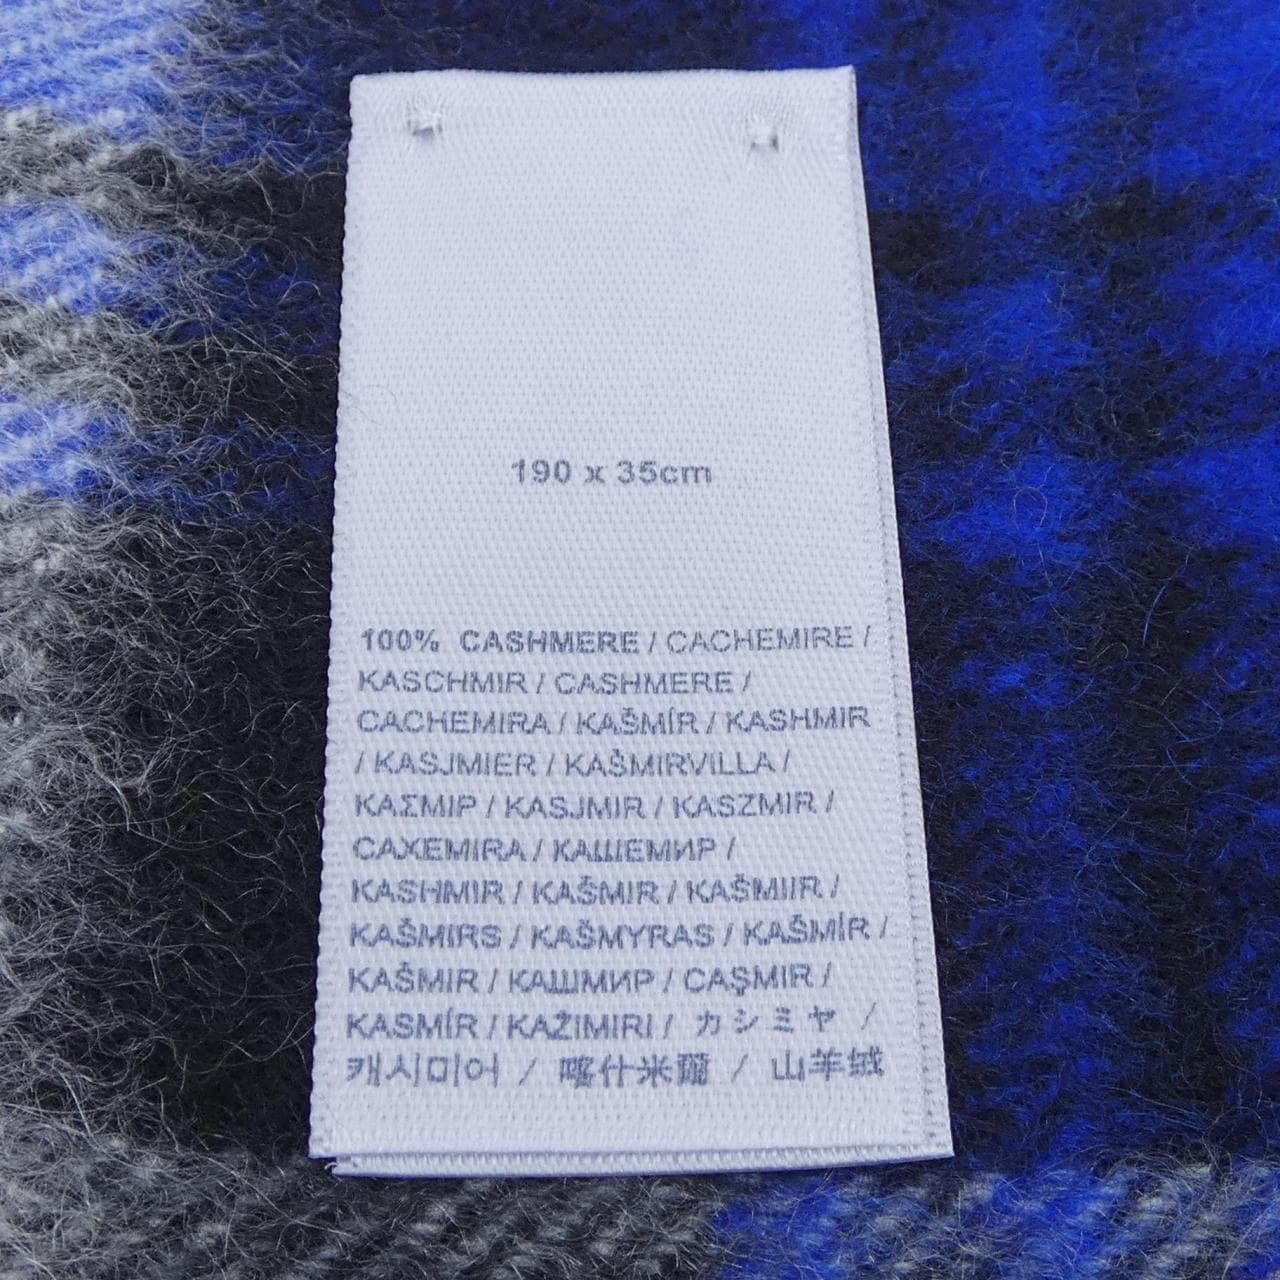 190 x 35cm
100% CASHMERE / CACHEMIRE /
KASCHMIR / CASHMERE /
CACHEMIRA / KAŠMÍR / KASHMIR
/ KASJMIER / KAŠMIRVILLA /
ΚΑΣΜΙΡ / KASJMIR / KASZMIR /
CAXEMIRA / КАШЕМИР /
KASHMIR / KAŠMIR / KAŠMIIR /
KAŠMIRS / KAŠMYRAS / KAŠMÍR /
KAŠMIR / КАШМИР / CAŞMIR /
KASMÍR / KAŻIMIRI / カシミヤ /
캐시미어 / 喀什米爾 / 山羊绒